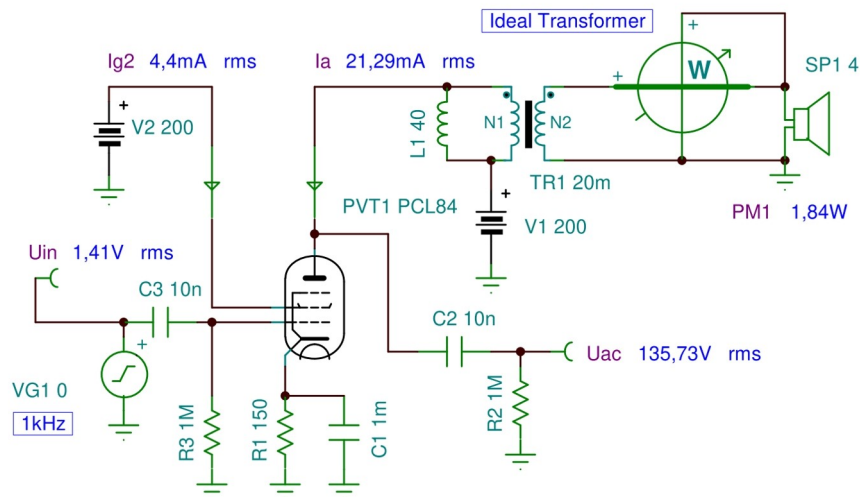 Ideal Transformer
Ig2 4,4mA rms
Ia 21,29mA rms
+
W
+
SP1 4
+
V2 200
L1 40
N1
N2
TR1 20m
+
V1 200
PVT1 PCL84
PM1 1,84W
Uin 1,41V rms
C3 10n
C2 10n
+
Uac 135,73V rms
VG1 0
1kHz
R3 1M
R1 150
C1 1m
R2 1M